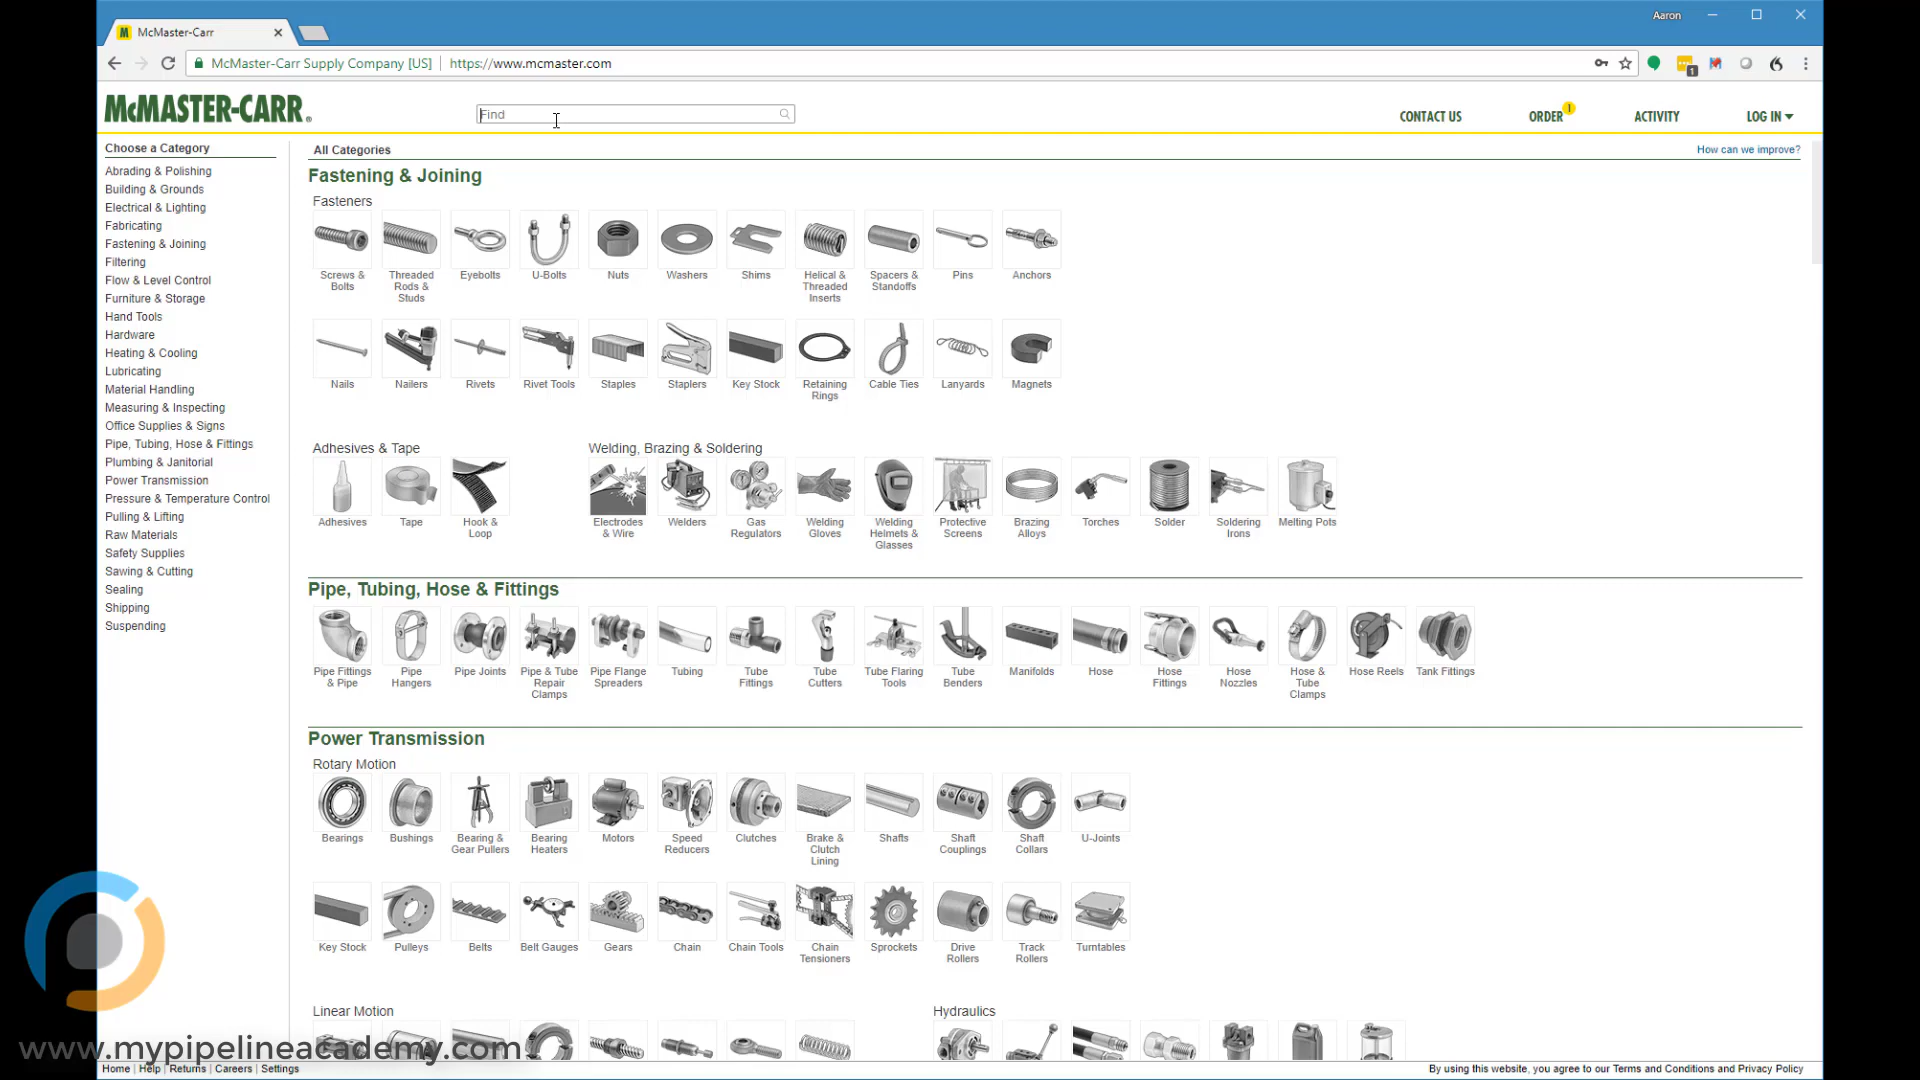 McMaster-Carr
Aaron
McMaster-Carr Supply Company [US]
https://www.mcmaster.com
1
McMASTER-CARR®
Find
CONTACT US
ORDER
1
ACTIVITY
LOG IN
Choose a Category
Abrading & Polishing
Building & Grounds
Electrical & Lighting
Fabricating
Fastening & Joining
Filtering
Flow & Level Control
Furniture & Storage
Hand Tools
Hardware
Heating & Cooling
Lubricating
Material Handling
Measuring & Inspecting
Office Supplies & Signs
Pipe, Tubing, Hose & Fittings
Plumbing & Janitorial
Power Transmission
Pressure & Temperature Control
Pulling & Lifting
Raw Materials
Safety Supplies
Sawing & Cutting
Sealing
Shipping
Suspending
All Categories
How can we improve?
Fastening & Joining
Fasteners
Screws &
Bolts
Threaded
Rods &
Studs
Eyebolts
U-Bolts
Nuts
Washers
Shims
Helical &
Threaded
Inserts
Spacers &
Standoffs
Pins
Anchors
Nails
Nailers
Rivets
Rivet Tools
Staples
Staplers
Key Stock
Retaining
Rings
Cable Ties
Lanyards
Magnets
Adhesives & Tape
Adhesives
Tape
Hook &
Loop
Welding, Brazing & Soldering
Electrodes
& Wire
Welders
Gas
Regulators
Welding
Gloves
Welding
Helmets &
Glasses
Protective
Screens
Brazing
Alloys
Torches
Solder
Soldering
Irons
Melting Pots
Pipe, Tubing, Hose & Fittings
Pipe Fittings
& Pipe
Pipe
Hangers
Pipe Joints
Pipe & Tube
Repair
Clamps
Pipe Flange
Spreaders
Tubing
Tube
Fittings
Tube
Cutters
Tube Flaring
Tools
Tube
Benders
Manifolds
Hose
Hose
Fittings
Hose
Nozzles
Hose &
Tube
Clamps
Hose Reels
Tank Fittings
Power Transmission
Rotary Motion
Bearings
Bushings
Bearing &
Gear Pullers
Bearing
Heaters
Motors
Speed
Reducers
Clutches
Brake &
Clutch
Lining
Shafts
Shaft
Couplings
Shaft
Collars
U-Joints
Key Stock
Pulleys
Belts
Belt Gauges
Gears
Chain
Chain Tools
Chain
Tensioners
Sprockets
Drive
Rollers
Track
Rollers
Turntables
Linear Motion
Hydraulics
www.mypipelineacademy.com
Home | Help | Returns | Careers | Settings
By using this website, you agree to our Terms and Conditions and Privacy Policy